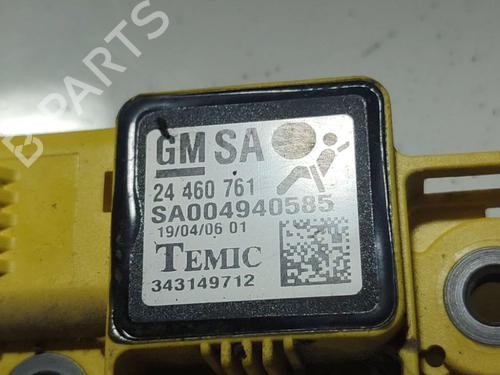 B-PARTS
GM SA
24 460 761
SA004940585
19/04/06 01
TEMIC
343149712